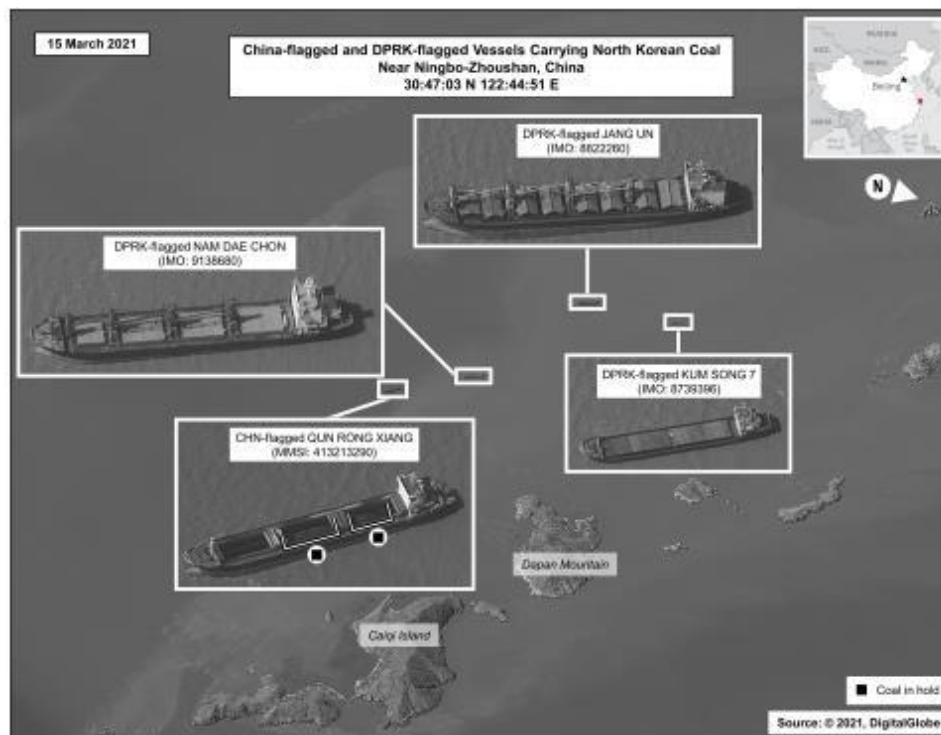 15 March 2021
China-flagged and DPRK-flagged Vessels Carrying North Korean Coal
Near Ningbo-Zhoushan, China
30:47:03 N 122:44:51 E
RUSSIA
Beijing
N
DPRK-flagged JANG UN
(IMO: 8822260)
DPRK-flagged NAM DAE CHON
(IMO: 9138680)
DPRK-flagged KUM SONG 7
(IMO: 8739396)
CHN-flagged QUN RONG XIANG
(MMSI: 413213290)
Dapan Mountain
Caiqi Island
Coal in hold
Source: © 2021, DigitalGlobe